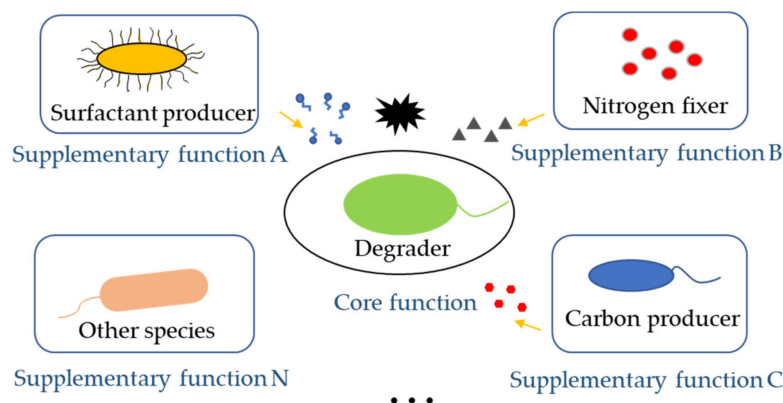 Surfactant producer
Nitrogen fixer
Supplementary function A
Supplementary function B
Degrader
Core function
Other species
Carbon producer
Supplementary function N
Supplementary function C
...